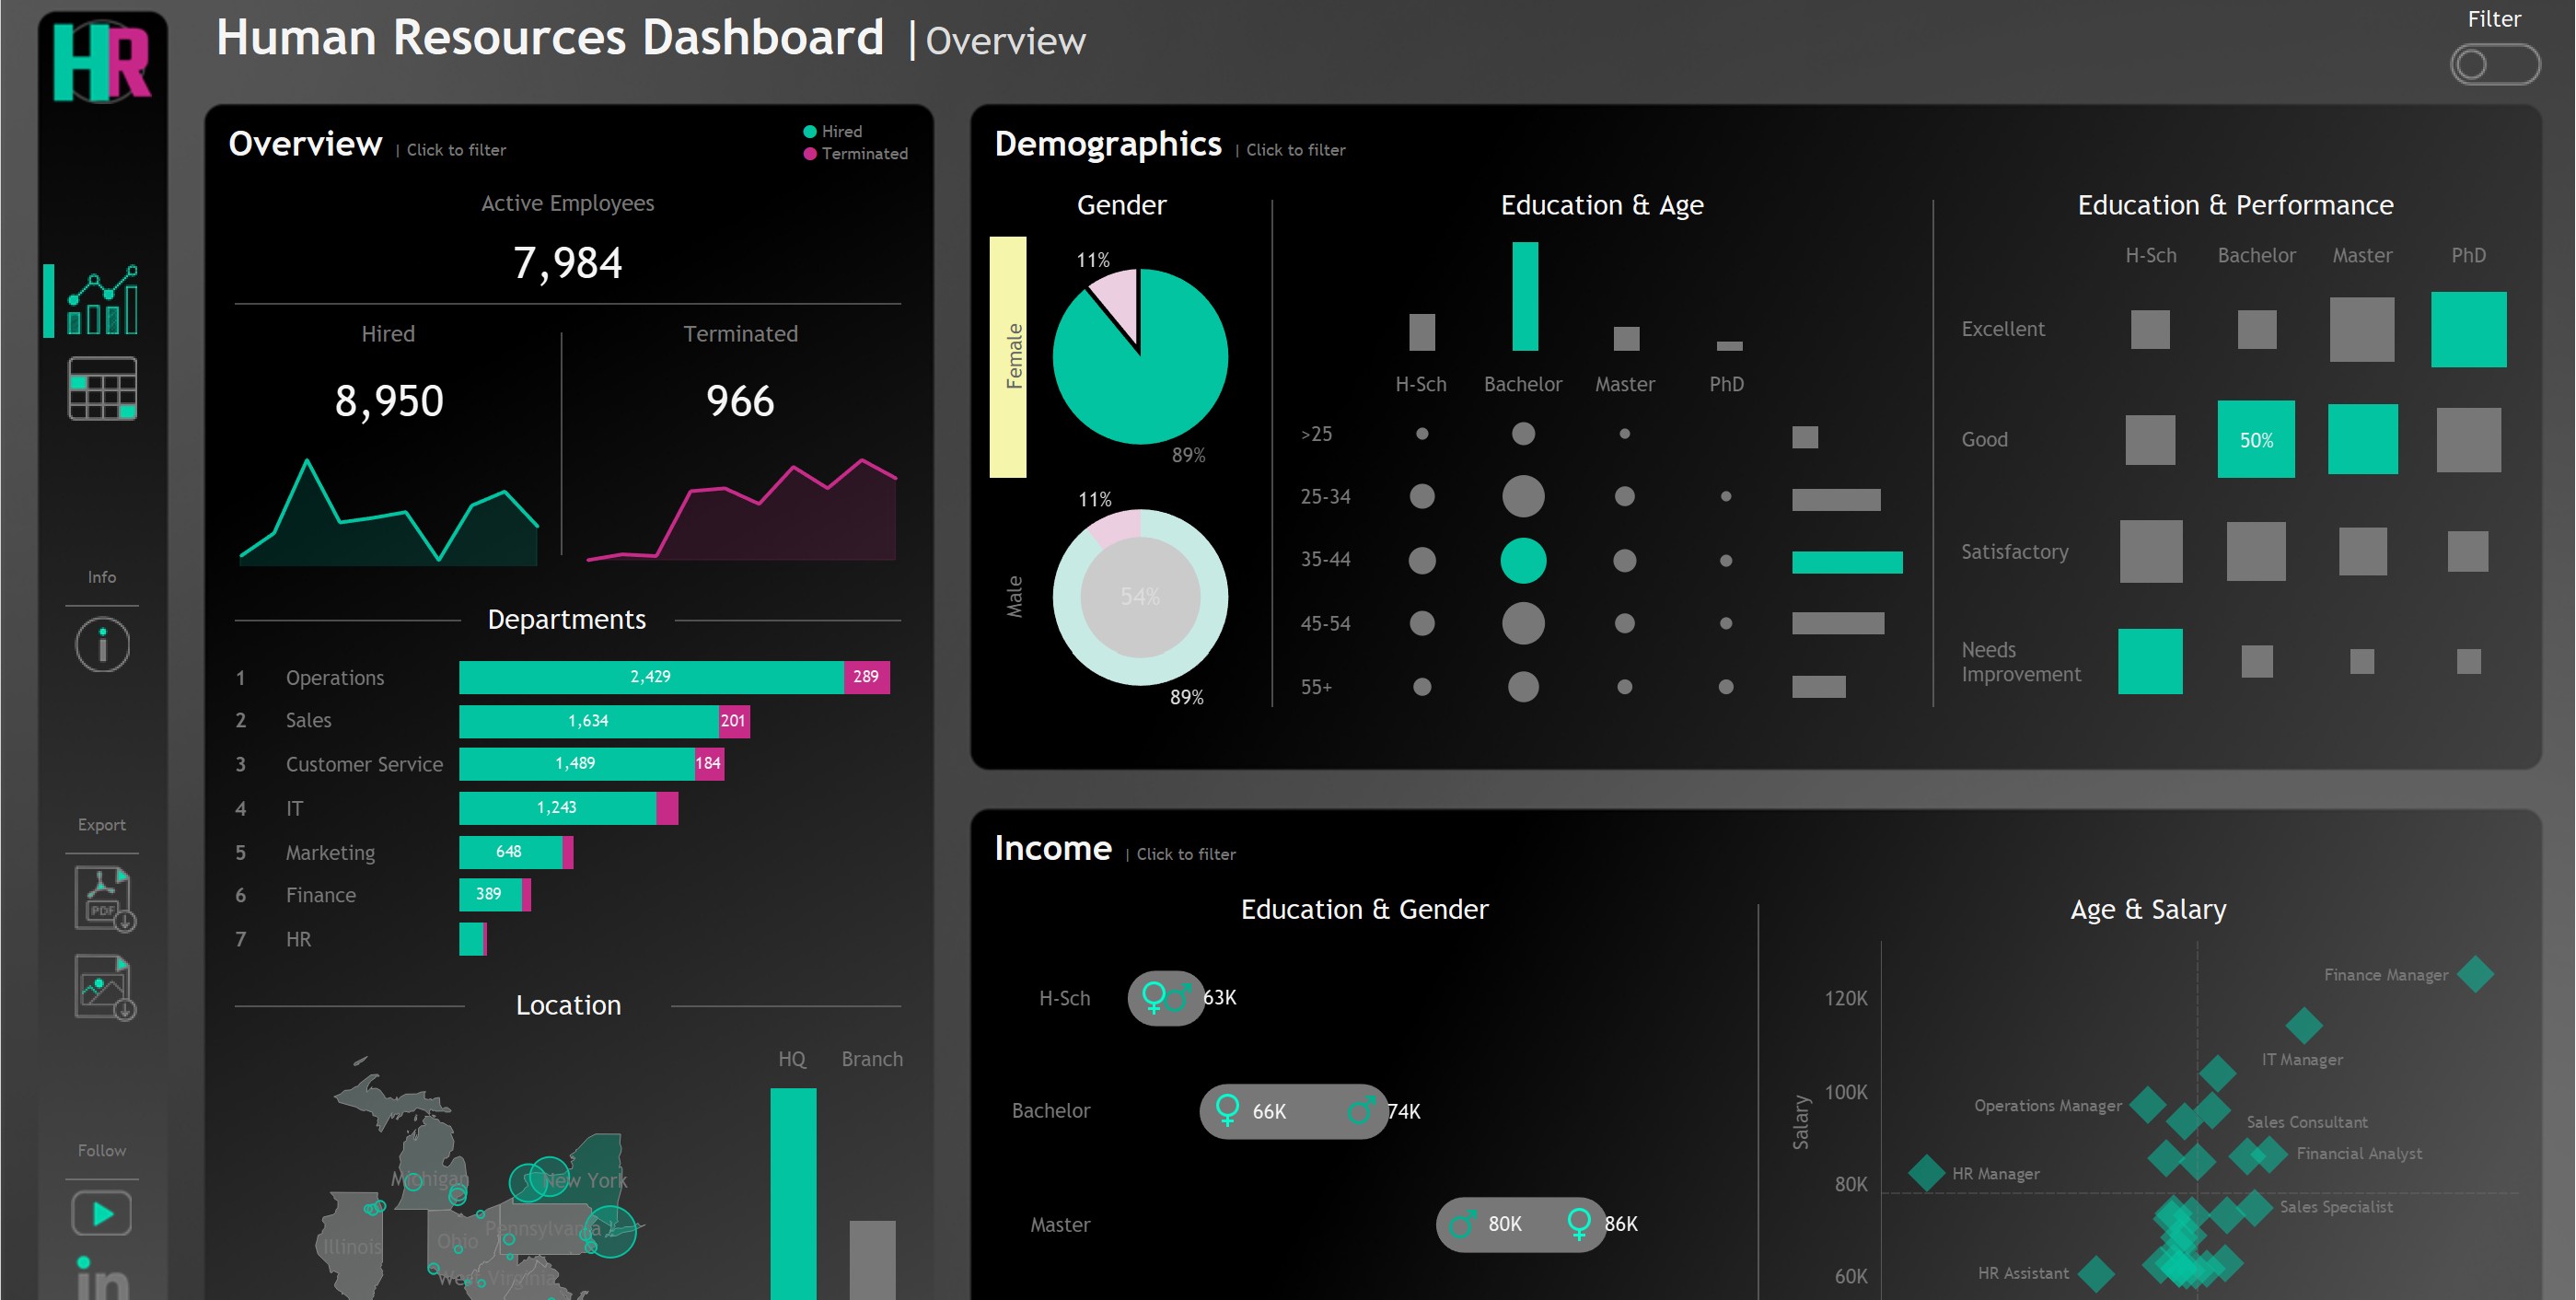 HR
Human Resources Dashboard | Overview
Filter
Overview | Click to filter
Hired
Terminated
Active Employees
7,984
Hired
8,950
Terminated
966
Departments
1 Operations 2,429 289
2 Sales 1,634 201
3 Customer Service 1,489 184
4 IT 1,243
5 Marketing 648
6 Finance 389
7 HR
Location
HQ Branch
Michigan
New York
Pennsylvania
Illinois
Ohio
West Virginia
Info
Export
PDF
Follow
in
Demographics | Click to filter
Gender
Female
11%
89%
Male
11%
54%
89%
Education & Age
H-Sch Bachelor Master PhD
>25
25-34
35-44
45-54
55+
Education & Performance
H-Sch Bachelor Master PhD
Excellent
Good 50%
Satisfactory
Needs
Improvement
Income | Click to filter
Education & Gender
H-Sch 63K
Bachelor 66K 74K
Master 80K 86K
Age & Salary
Salary
120K
100K
80K
60K
Finance Manager
IT Manager
Operations Manager
Sales Consultant
Financial Analyst
HR Manager
Sales Specialist
HR Assistant